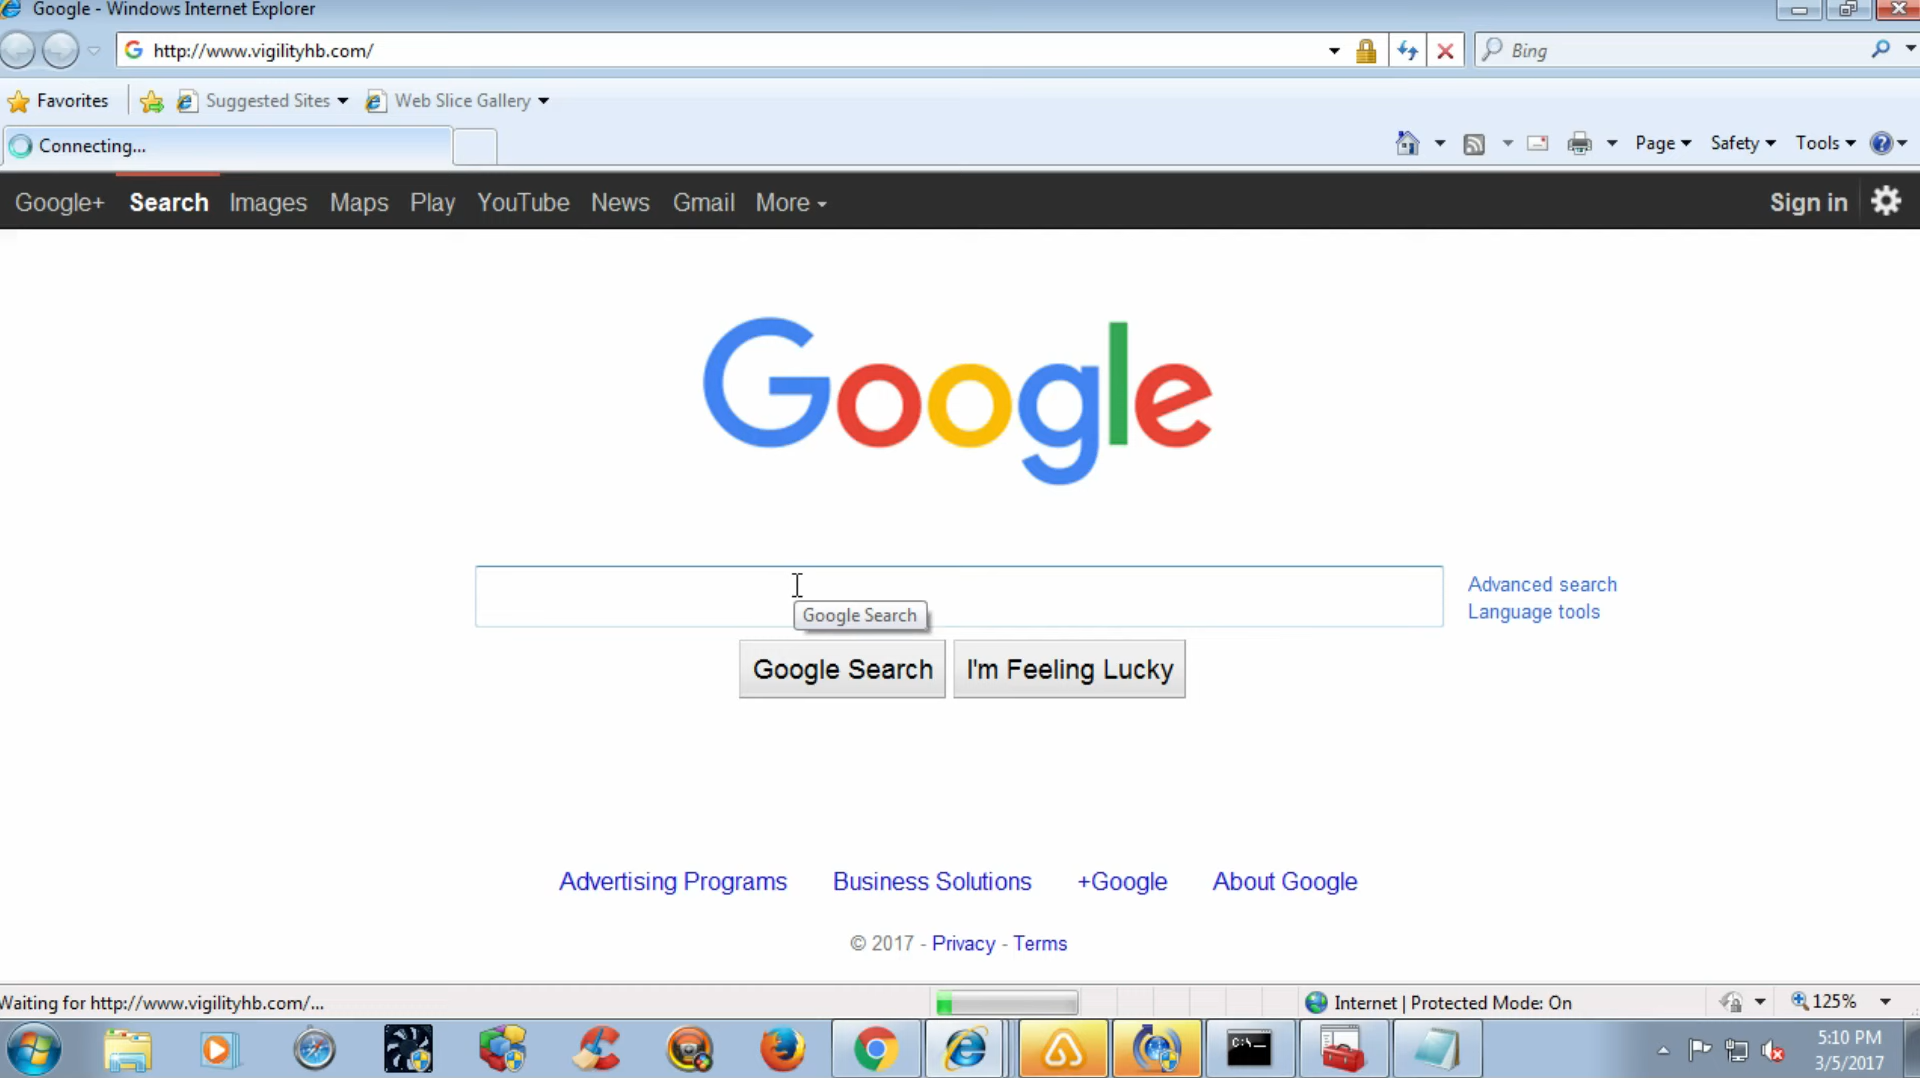 Google - Windows Internet Explorer
http://www.vigilityhb.com/
Bing
Favorites Suggested Sites Web Slice Gallery
Connecting...
Page Safety Tools
Google+ Search Images Maps Play YouTube News Gmail More Sign in
Google
Advanced search
Language tools
Google Search
Google Search I'm Feeling Lucky
Advertising Programs Business Solutions +Google About Google
© 2017 - Privacy - Terms
Waiting for http://www.vigilityhb.com/... Internet | Protected Mode: On 125%
C:\_
5:10 PM
3/5/2017